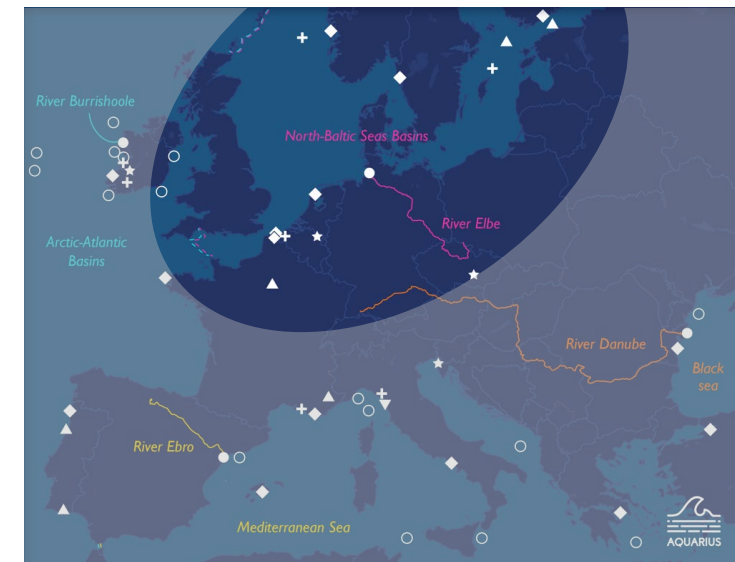 River Burrishoole
North-Baltic Seas Basins
River Elbe
Arctic-Atlantic
Basins
River Danube
Black
sea
River Ebro
Mediterranean Sea
AQUARIUS